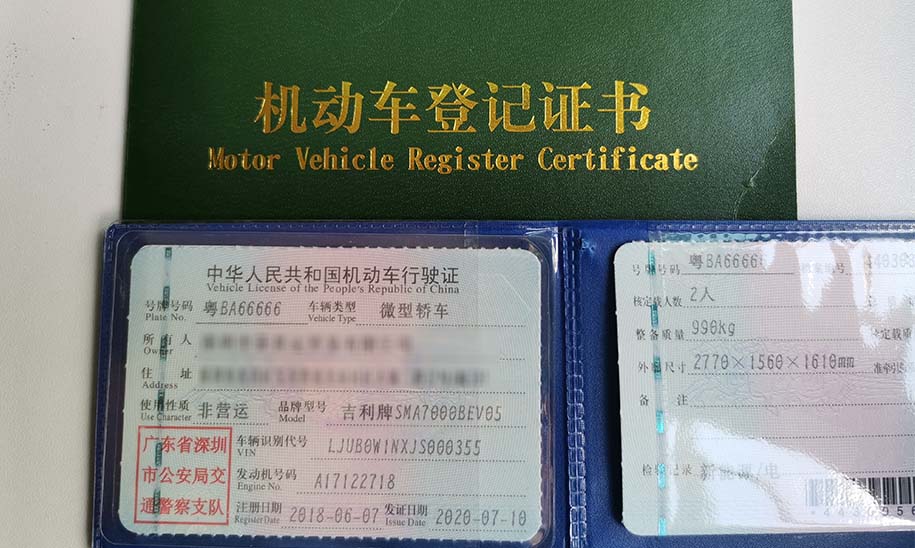 机动车登记证书
Motor Vehicle Register Certificate
中华人民共和国机动车行驶证
Vehicle License of the People's Republic of China
号牌号码 粤BA66666 车辆类型 微型轿车
Plate No. Vehicle Type
所有人
Owner
住址
Address
使用性质 非营运 品牌型号 吉利牌SMA7000BEV05
Use Character Model
广东省深圳
市公安局交
通警察支队
车辆识别代号 LJUB0W1NXJS000355
VIN
发动机号码 A17122718
Engine No.
注册日期 2018-06-07 发证日期 2020-07-10
Register Date Issue Date
号牌号码 粤BA66666
核定载人数 2人
整备质量 990kg
外廓尺寸 2770×1560×1610mm
备注
检验记录 新能源/电